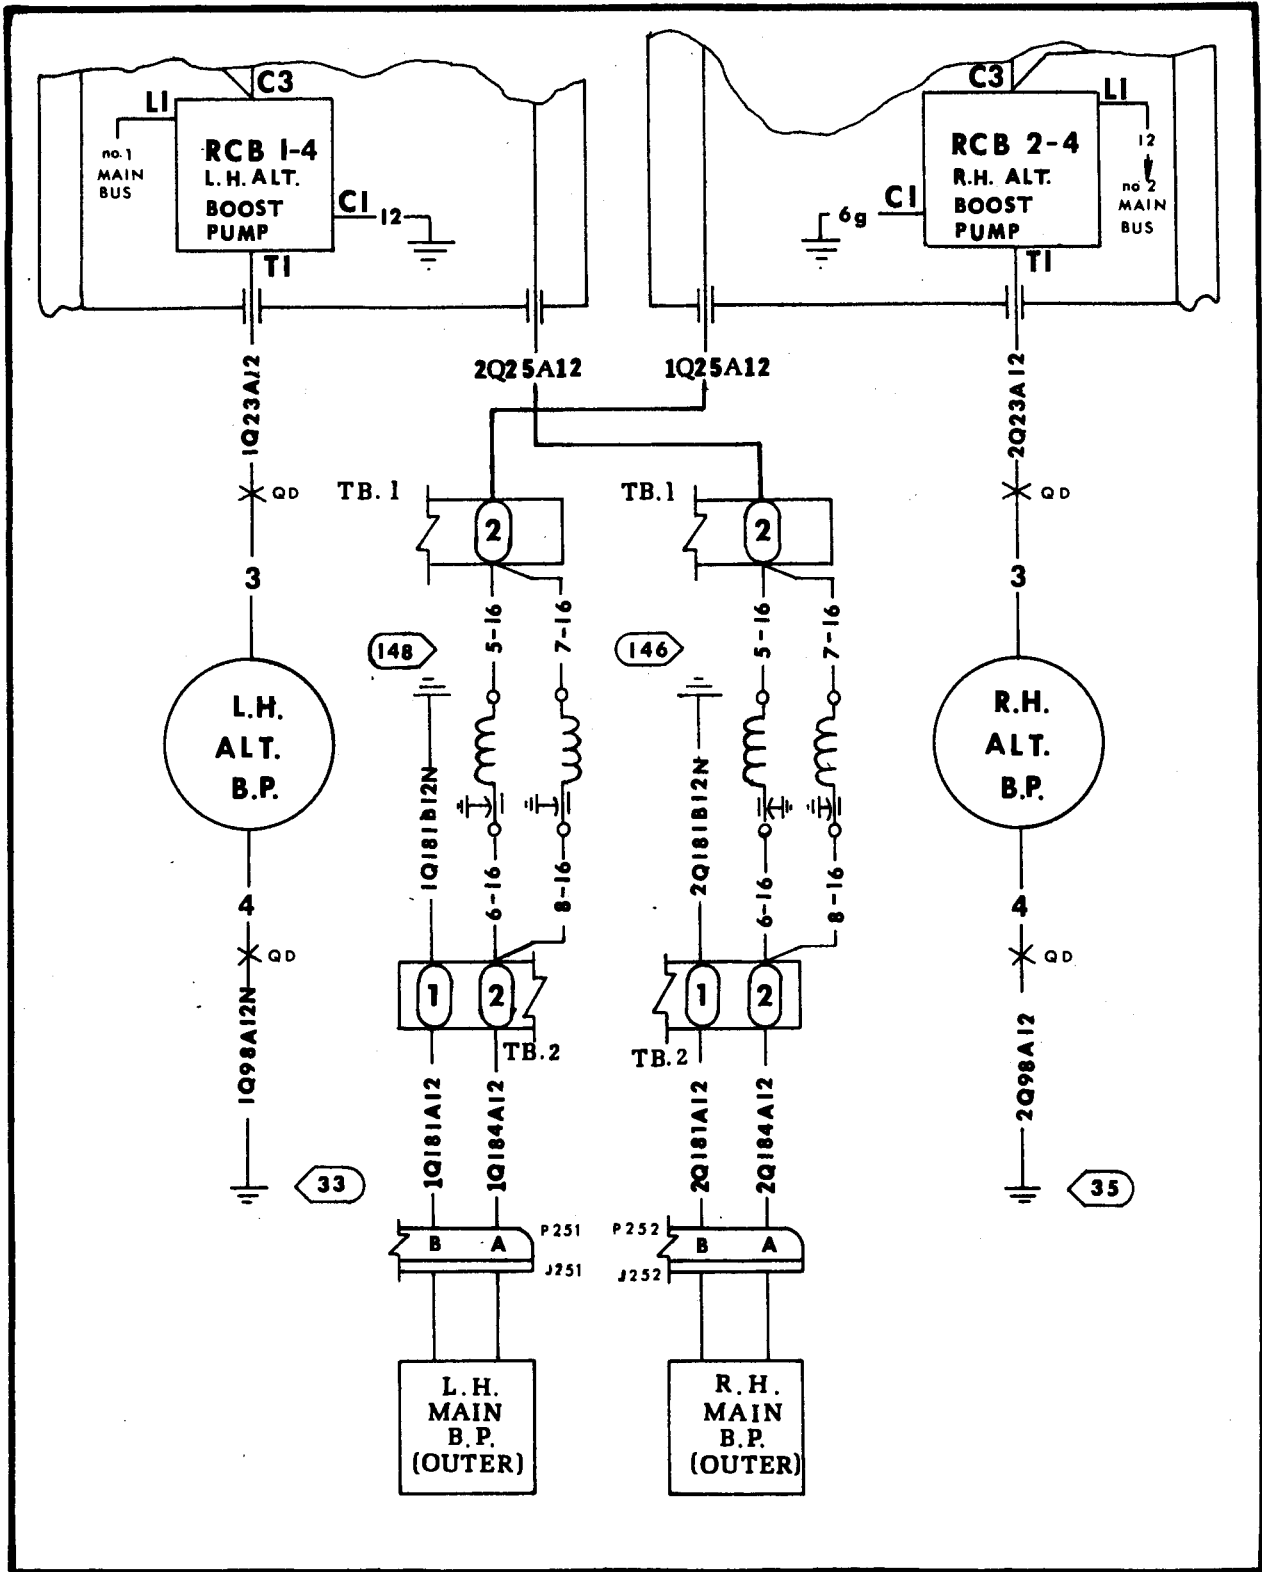 C3
L1
RCB 1-4
L.H. ALT.
BOOST
PUMP
no.1
MAIN
BUS
C1
12
T1
C3
L1
RCB 2-4
R.H. ALT.
BOOST
PUMP
12
no 2
MAIN
BUS
C1
6g
T1
1Q23A12
2Q25A12
1Q25A12
2Q23A12
QD
TB.1
2
TB.1
2
QD
3
5-16
7-16
5-16
7-16
3
148
146
L.H.
ALT.
B.P.
R.H.
ALT.
B.P.
1Q181B12N
2Q181B12N
6-16
8-16
6-16
8-16
4
4
QD
QD
1
2
TB.2
1
2
TB.2
1Q98A12N
1Q181A12
1Q184A12
2Q181A12
2Q184A12
2Q98A12
33
35
P251
B
A
J251
P252
B
A
J252
L.H.
MAIN
B.P.
(OUTER)
R.H.
MAIN
B.P.
(OUTER)